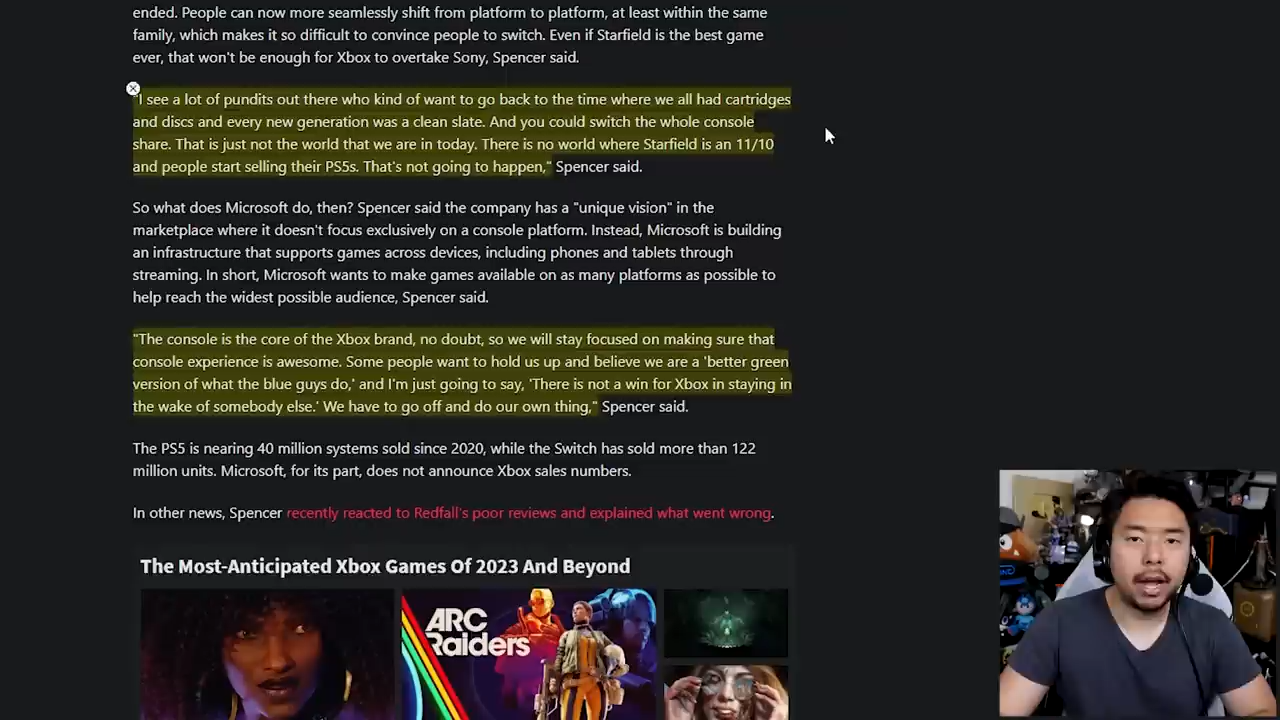 ended. People can now more seamlessly shift from platform to platform, at least within the same
family, which makes it so difficult to convince people to switch. Even if Starfield is the best game
ever, that won't be enough for Xbox to overtake Sony, Spencer said.
"I see a lot of pundits out there who kind of want to go back to the time where we all had cartridges
and discs and every new generation was a clean slate. And you could switch the whole console
share. That is just not the world that we are in today. There is no world where Starfield is an 11/10
and people start selling their PS5s. That's not going to happen," Spencer said.
So what does Microsoft do, then? Spencer said the company has a "unique vision" in the
marketplace where it doesn't focus exclusively on a console platform. Instead, Microsoft is building
an infrastructure that supports games across devices, including phones and tablets through
streaming. In short, Microsoft wants to make games available on as many platforms as possible to
help reach the widest possible audience, Spencer said.
"The console is the core of the Xbox brand, no doubt, so we will stay focused on making sure that
console experience is awesome. Some people want to hold us up and believe we are a 'better green
version of what the blue guys do,' and I'm just going to say, 'There is not a win for Xbox in staying in
the wake of somebody else.' We have to go off and do our own thing," Spencer said.
The PS5 is nearing 40 million systems sold since 2020, while the Switch has sold more than 122
million units. Microsoft, for its part, does not announce Xbox sales numbers.
In other news, Spencer recently reacted to Redfall's poor reviews and explained what went wrong.
The Most-Anticipated Xbox Games Of 2023 And Beyond
ARC
Raiders